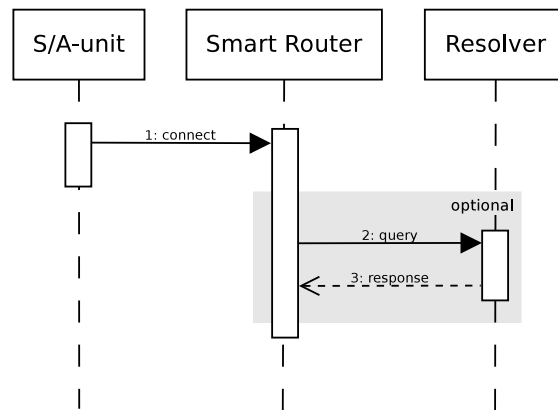 S/A-unit
Smart Router
Resolver
1: connect
optional
2: query
3: response